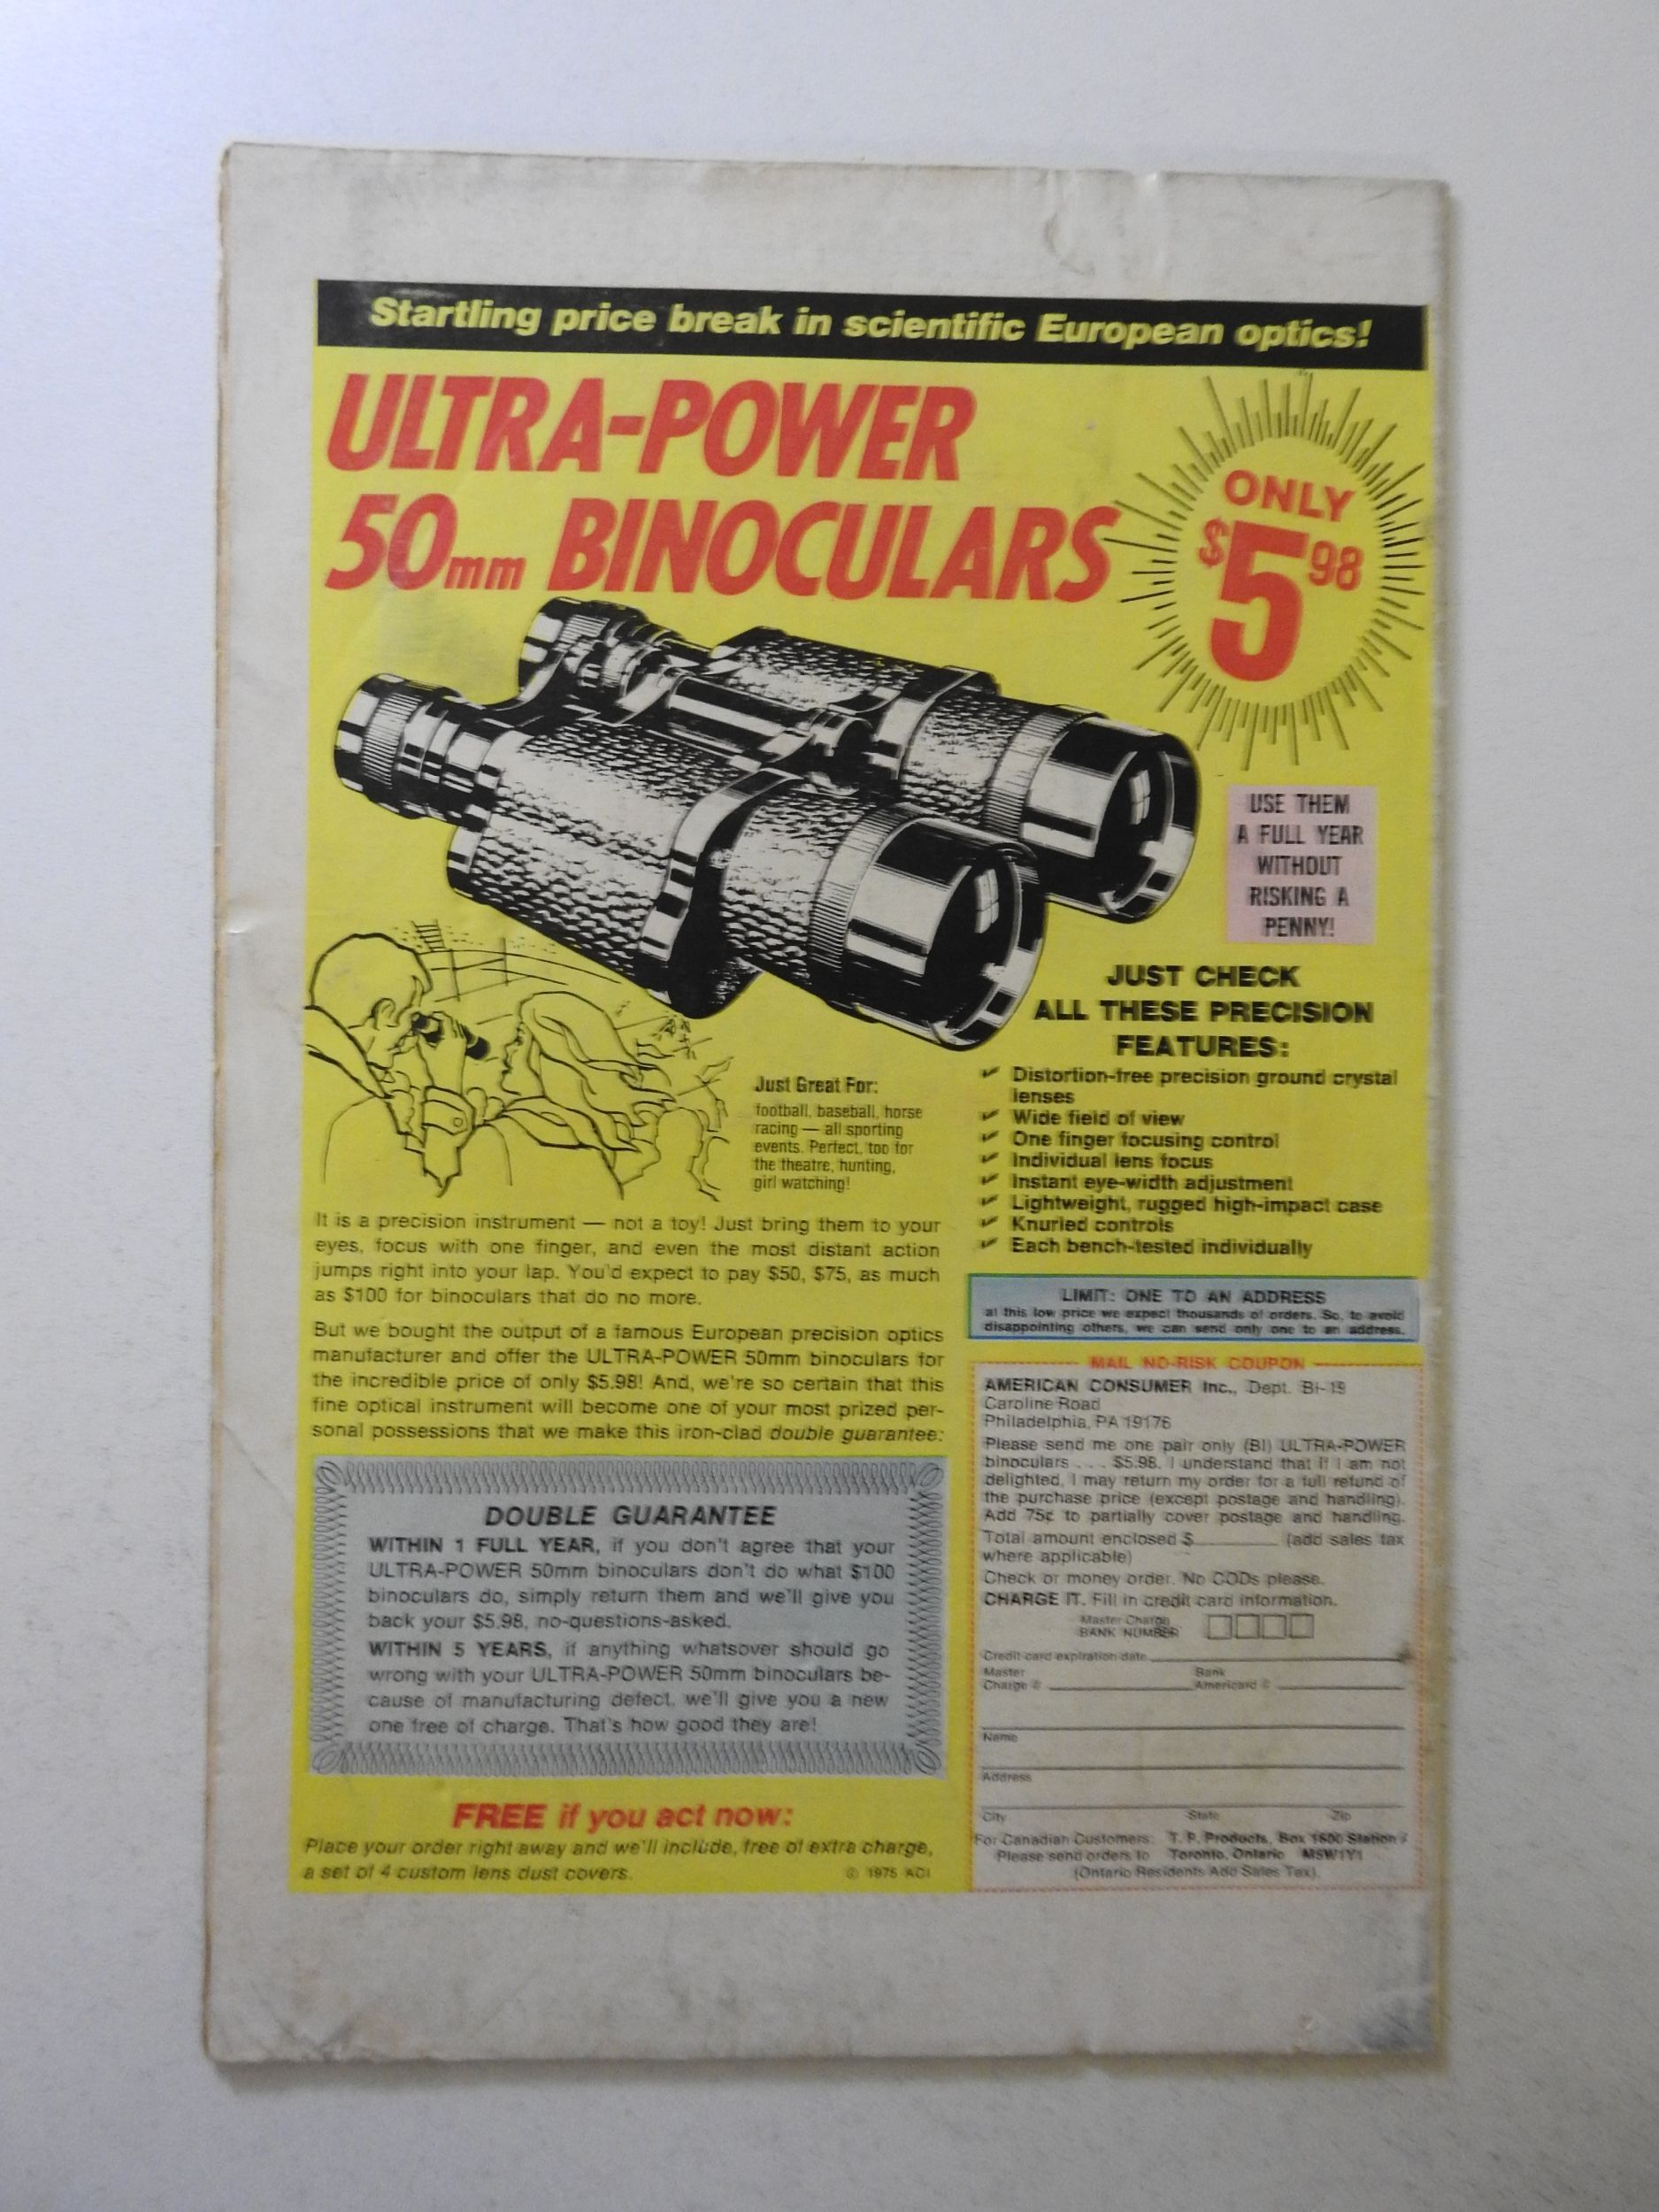 Startling price break in scientific European optics!
ULTRA-POWER
50mm BINOCULARS
ONLY
$5.98
USE THEM
A FULL YEAR
WITHOUT
RISKING A
PENNY!
JUST CHECK
ALL THESE PRECISION
FEATURES:
✔ Distortion-free precision ground crystal
lenses
✔ Wide field of view
✔ One finger focusing control
✔ Individual lens focus
✔ Instant eye-width adjustment
✔ Lightweight, rugged high-impact case
✔ Knurled controls
✔ Each bench-tested individually
Just Great For:
football, baseball, horse
racing — all sporting
events. Perfect, too for
the theatre, hunting,
girl watching!
It is a precision instrument — not a toy! Just bring them to your
eyes, focus with one finger, and even the most distant action
jumps right into your lap. You'd expect to pay $50, $75, as much
as $100 for binoculars that do no more.
But we bought the output of a famous European precision optics
manufacturer and offer the ULTRA-POWER 50mm binoculars for
the incredible price of only $5.98! And, we're so certain that this
fine optical instrument will become one of your most prized per-
sonal possessions that we make this iron-clad double guarantee:
DOUBLE GUARANTEE
WITHIN 1 FULL YEAR, if you don't agree that your
ULTRA-POWER 50mm binoculars don't do what $100
binoculars do, simply return them and we'll give you
back your $5.98, no-questions-asked.
WITHIN 5 YEARS, if anything whatsover should go
wrong with your ULTRA-POWER 50mm binoculars be-
cause of manufacturing defect, we'll give you a new
one free of charge. That's how good they are!
FREE if you act now:
Place your order right away and we'll include, free of extra charge,
a set of 4 custom lens dust covers.
© 1975 ACI
LIMIT: ONE TO AN ADDRESS
at this low price we expect thousands of orders. So, to avoid
disappointing others, we can send only one to an address.
MAIL NO-RISK COUPON
AMERICAN CONSUMER Inc., Dept. BI-19
Caroline Road
Philadelphia, PA 19176
Please send me one pair only (BI) ULTRA-POWER
binoculars . . . $5.98. I understand that if I am not
delighted, I may return my order for a full refund of
the purchase price (except postage and handling).
Add 75¢ to partially cover postage and handling.
Total amount enclosed $ (add sales tax
where applicable)
Check or money order. No CODs please.
CHARGE IT. Fill in credit card information.
Master Charge
BANK NUMBER
Credit card expiration date
Master
Charge #
Bank
Americard #
Name
Address
City State Zip
For Canadian Customers: T. P. Products, Box 1600 Station
Please send orders to Toronto, Ontario M5W1Y1
(Ontario Residents Add Sales Tax).